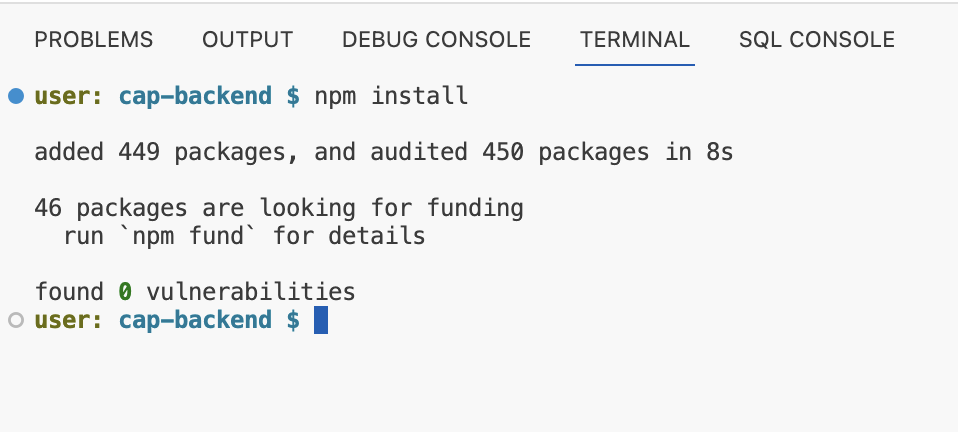 PROBLEMS OUTPUT DEBUG CONSOLE TERMINAL SQL CONSOLE
user: cap-backend $ npm install
added 449 packages, and audited 450 packages in 8s
46 packages are looking for funding
  run `npm fund` for details
found 0 vulnerabilities
user: cap-backend $